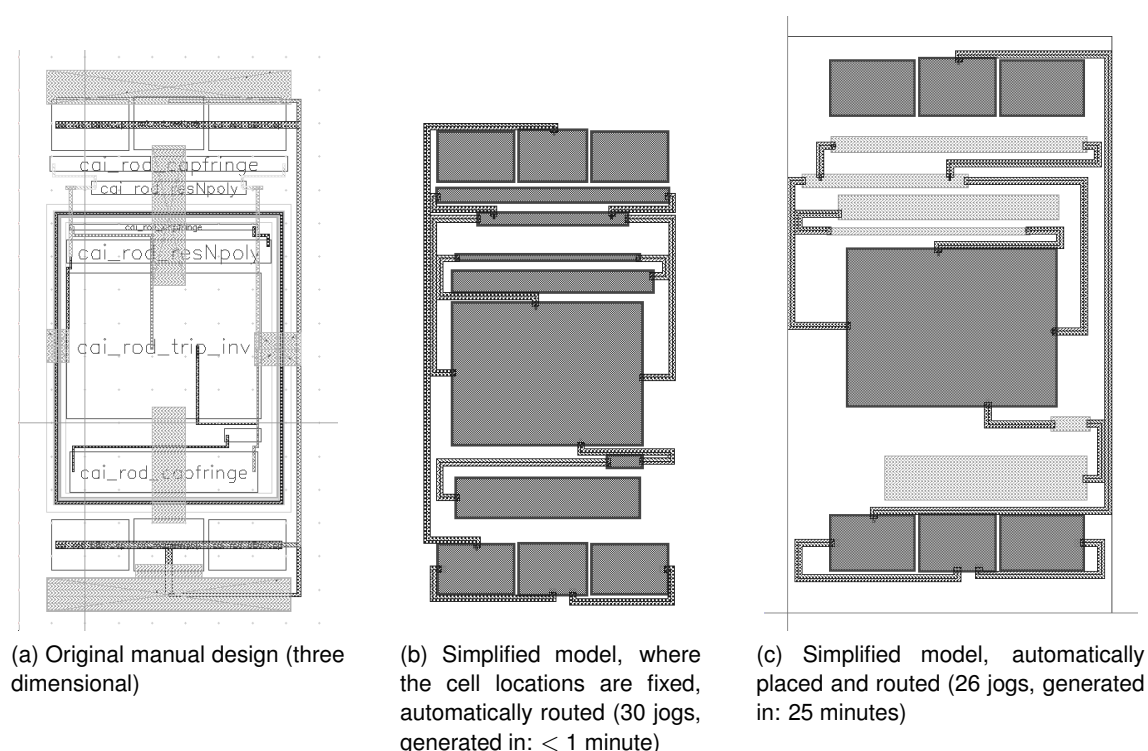 cai_rod_capfringe
cai_rod_resNpoly
cai_rod_resNpoly
cai_rod_trip_inv
cai_rod_capfringe
(a) Original manual design (three
dimensional)
(b) Simplified model, where
the cell locations are fixed,
automatically routed (30 jogs,
generated in: < 1 minute)
(c) Simplified model, automatically
placed and routed (26 jogs, generated
in: 25 minutes)